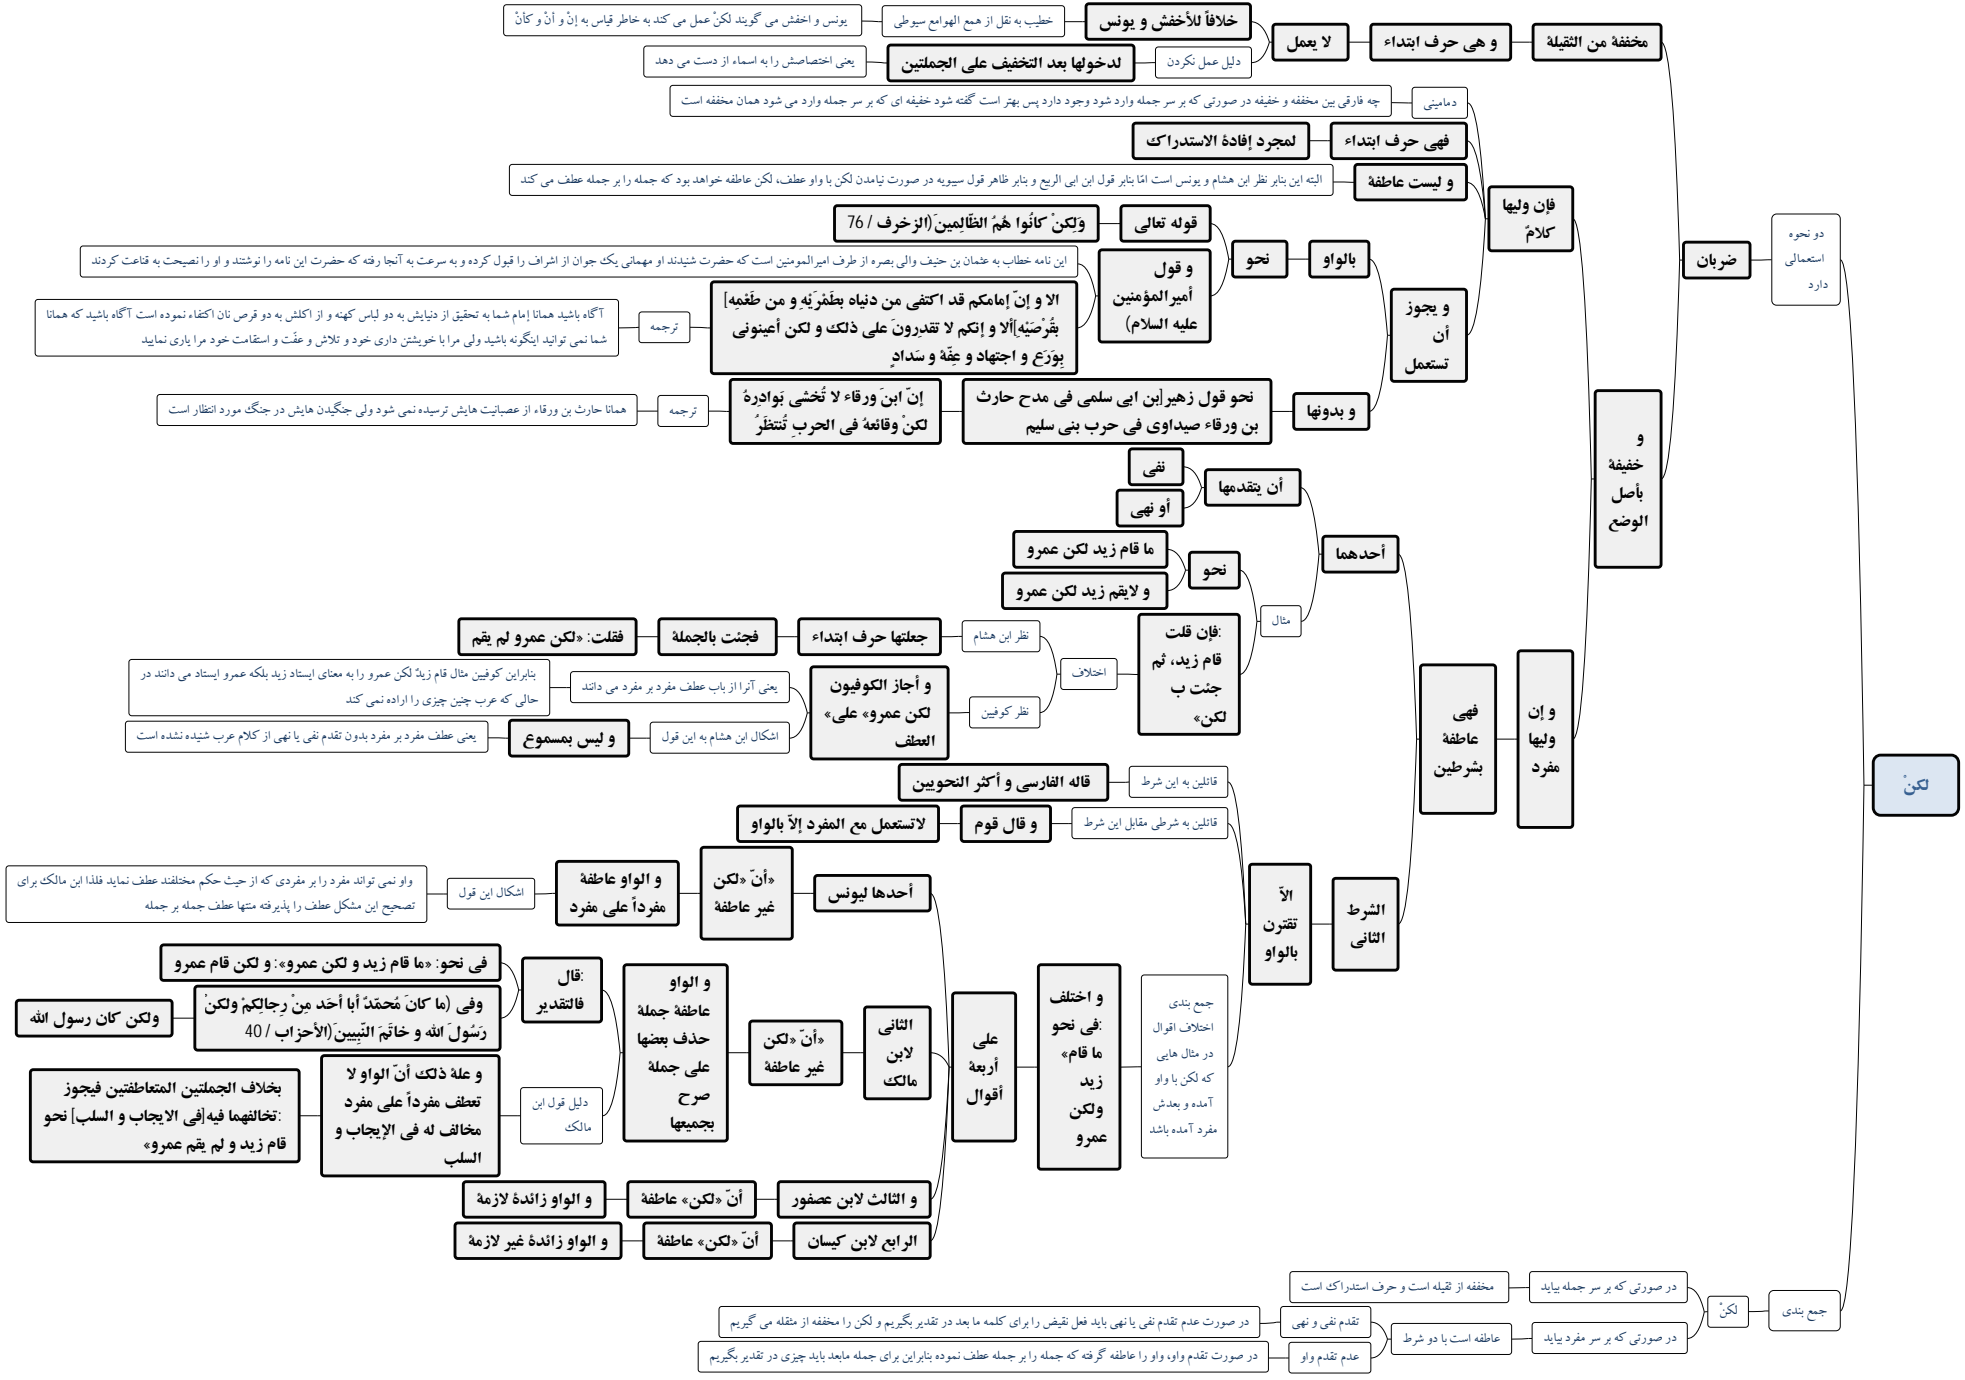 لکنْ
دو نحوه
استعمالی
دارد
ضربان
مخففة من الثقیلة
و هی حرف ابتداء
لا یعمل
خلافاً للأخفش و یونس
خطیب به نقل از همع الهوامع سیوطی
یونس و اخفش می گویند لکنْ عمل می کند به خاطر قیاس به إنْ و أنْ و کأنْ
دلیل عمل نکردن
لدخولها بعد التخفیف علی الجملتین
یعنی اختصاصش را به اسماء از دست می دهد
و
خفیفة
بأصل
الوضع
فإن ولیها
کلامٌ
دمامینی
چه فارقی بین مخففه و خفیفه در صورتی که بر سر جمله وارد شود وجود دارد پس بهتر است گفته شود خفیفه ای که بر سر جمله وارد می شود همان مخففه است
فهی حرف ابتداء
لمجرد إفادة الاستدراک
و لیست عاطفة
البته این بنابر نظر ابن هشام و یونس است امّا بنابر قول ابن ابی الربیع و بنابر ظاهر قول سیبویه در صورت نیامدن لکن با واو عطف، لکن عاطفه خواهد بود که جمله را بر جمله عطف می کند
و یجوز
أن
تستعمل
بالواو
نحو
قوله تعالی
وَلکِنْ کانُوا هُمُ الظّالِمینَ(الزخرف / 76
و قول
أمیرالمؤمنین
علیه السلام)
این نامه خطاب به عثمان بن حنیف والی بصره از طرف امیرالمومنین است که حضرت شنیدند او مهمانی یک جوان از اشراف را قبول کرده و به سرعت به آنجا رفته که حضرت این نامه را نوشتند و او را نصیحت به قناعت کردند
الا و إنّ إمامکم قد اکتفی من دنیاه بطَمْرَیْهِ و من طَعْمِه]
بقُرْصَیْهِ]ألا و إنکم لا تقدِرونَ علی ذلک و لکن أعینونی
بِوَرَع و اجتهاد و عِفّة و سَدادٍ
ترجمه
آگاه باشید همانا إمام شما به تحقیق از دنیایش به دو لباس کهنه و از اکلش به دو قرص نان اکتفاء نموده است آگاه باشید که همانا
شما نمی توانید اینگونه باشید ولی مرا با خویشتن داری خود و تلاش و عفّت و استقامت خود مرا یاری نمایید
و بدونها
نحو قول زهیر[بن ابی سلمی فی مدح حارث
بن ورقاء صیداوی فی حرب بنی سلیم
إنّ ابنَ ورقاء لا تُخشی بَوادِرهُ
لکنْ وقائعهُ فی الحربِ تُنتظَرُ
ترجمه
همانا حارث بن ورقاء از عصبانیت هایش ترسیده نمی شود ولی جنگیدن هایش در جنگ مورد انتظار است
و إن
ولیها
مفرد
فهی
عاطفة
بشرطین
أحدهما
أن یتقدمها
نفی
أو نهی
مثال
نحو
ما قام زید لکن عمرو
و لایقم زید لکن عمرو
:فإن قلت
قام زید، ثم
جئت ب
لکن»
اختلاف
نظر ابن هشام
جعلتها حرف ابتداء
فجئت بالجملة
فقلت: «لکن عمرو لم یقم
نظر کوفیین
و أجاز الکوفیون
لکن عمرو» علی»
العطف
یعنی آنرا از باب عطف مفرد بر مفرد می دانند
بنابراین کوفیین مثال قام زیدٌ لکن عمرو را به معنای ایستاد زید بلکه عمرو ایستاد می دانند در
حالی که عرب چنین چیزی را اراده نمی کند
اشکال ابن هشام به این قول
و لیس بمسموع
یعنی عطف مفرد بر مفرد بدون تقدم نفی یا نهی از کلام عرب شنیده نشده است
الشرط
الثانی
الاّ
تقترن
بالواو
قائلین به این شرط
قاله الفارسی و أکثر النحویین
قائلین به شرطی مقابل این شرط
و قال قوم
لاتستعمل مع المفرد إلاّ بالواو
جمع بندی
اختلاف اقوال
در مثال هایی
که لکن با واو
آمده و بعدش
مفرد آمده باشد
و اختلف
:فی نحو
ما قام»
زید
ولکن
عمرو
علی
أربعة
أقوال
أحدها لیونس
«أنّ «لکن
غیر عاطفة
و الواو عاطفة
مفرداً علی مفرد
اشکال این قول
واو نمی تواند مفرد را بر مفردی که از حیث حکم مختلفند عطف نماید فلذا ابن مالک برای
تصحیح این مشکل عطف را پذیرفته منتها عطف جمله بر جمله
الثانی
لابن
مالک
«أنّ «لکن
غیر عاطفة
و الواو
عاطفة جملة
حذف بعضها
علی جملة
صرح
بجمیعها
:قال
فالتقدیر
فی نحو: «ما قام زید و لکن عمرو»: و لکن قام عمرو
وفی (ما کانَ مُحمّدٌ أبا أحَد مِنْ رِجالِکمْ ولکنْ
رَسُولَ الله و خاتَمَ النَّبِیینَ(الأحزاب / 40
ولکن کان رسول الله
دلیل قول ابن
مالک
و علة ذلک أنّ الواو لا
تعطف مفرداً علی مفرد
مخالف له فی الإیجاب و
السلب
بخلاف الجملتین المتعاطفتین فیجوز
:تخالفهما فیه[فی الایجاب و السلب] نحو
قام زید و لم یقم عمرو»
و الثالث لابن عصفور
أنّ «لکن» عاطفة
و الواو زائدة لازمة
الرابع لابن کیسان
أنّ «لکن» عاطفة
و الواو زائدة غیر لازمة
جمع بندی
لکنْ
در صورتی که بر سر جمله بیاید
مخففه از ثقیله است و حرف استدراک است
در صورتی که بر سر مفرد بیاید
عاطفه است با دو شرط
تقدم نفی و نهی
در صورت عدم تقدم نفی یا نهی باید فعل نقیض را برای کلمه ما بعد در تقدیر بگیریم و لکن را مخففه از مثقله می گیریم
عدم تقدم واو
در صورت تقدم واو، واو را عاطفه گرفته که جمله را بر جمله عطف نموده بنابراین برای جمله مابعد باید چیزی در تقدیر بگیریم